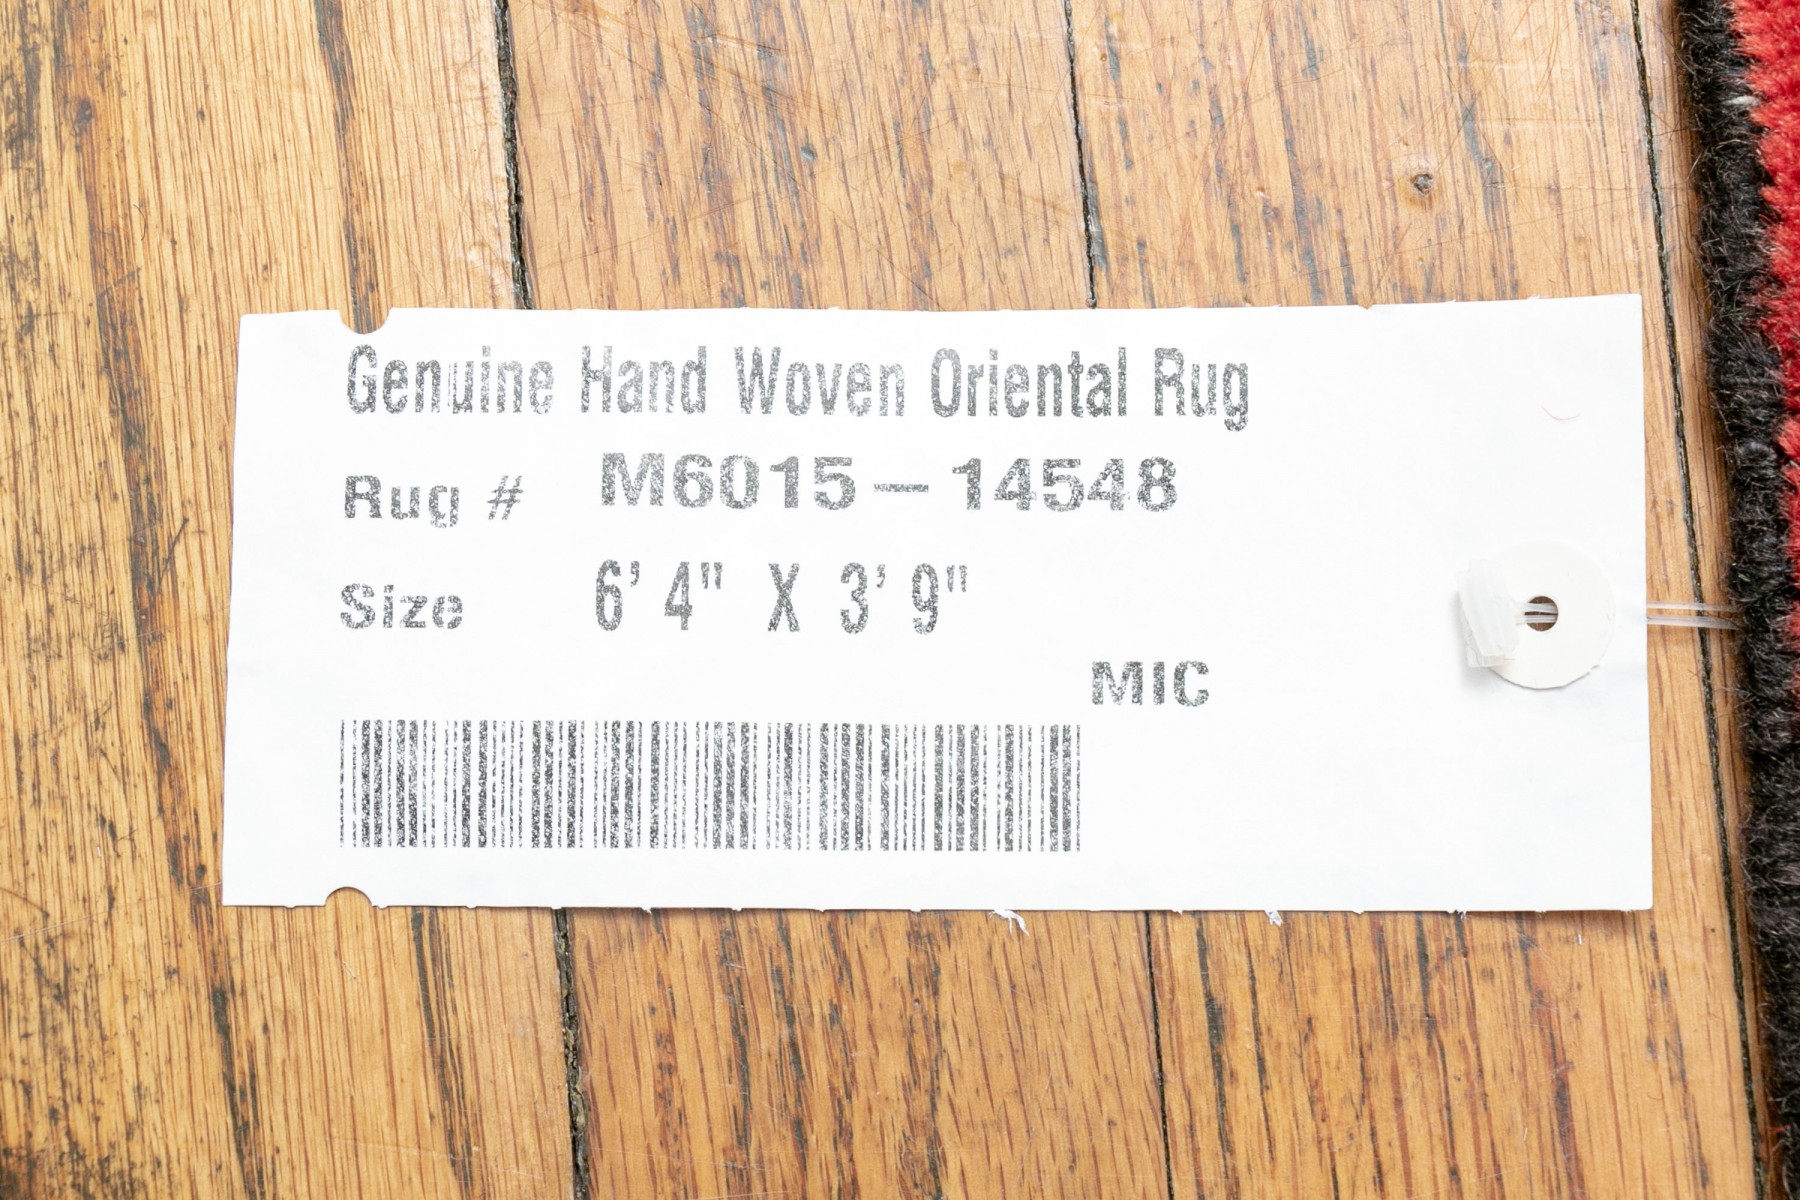 Genuine Hand Woven Oriental Rug
Rug # M6015-14548
Size 6' 4" X 3' 9"
MIC